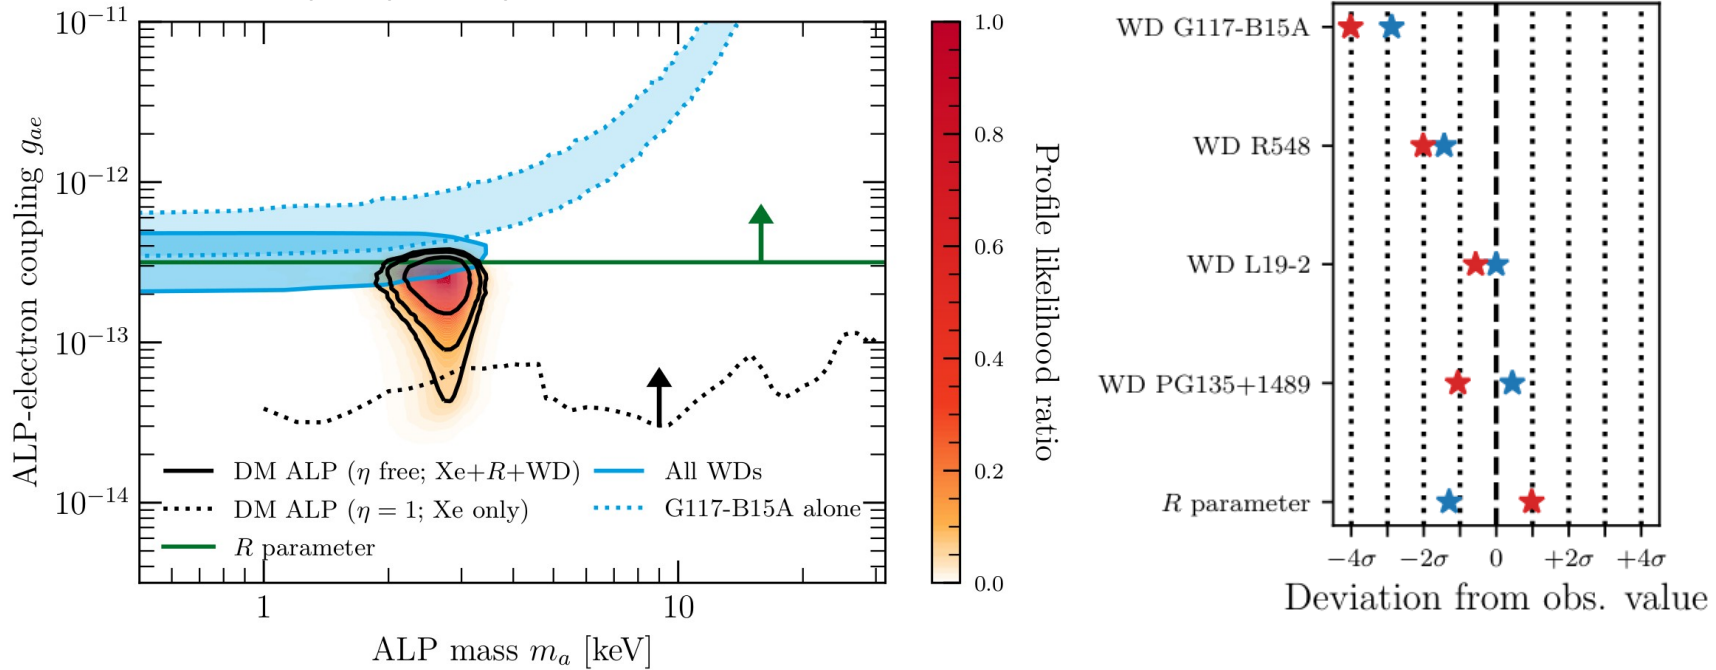 10⁻¹¹
10⁻¹²
10⁻¹³
10⁻¹⁴
ALP-electron coupling gₐₑ
DM ALP (η free; Xe+R+WD)
DM ALP (η = 1; Xe only)
R parameter
All WDs
G117-B15A alone
1
10
ALP mass mₐ [keV]
1.0
0.8
0.6
0.4
0.2
0.0
Profile likelihood ratio
WD G117-B15A
WD R548
WD L19-2
WD PG135+1489
R parameter
−4σ −2σ 0 +2σ +4σ
Deviation from obs. value